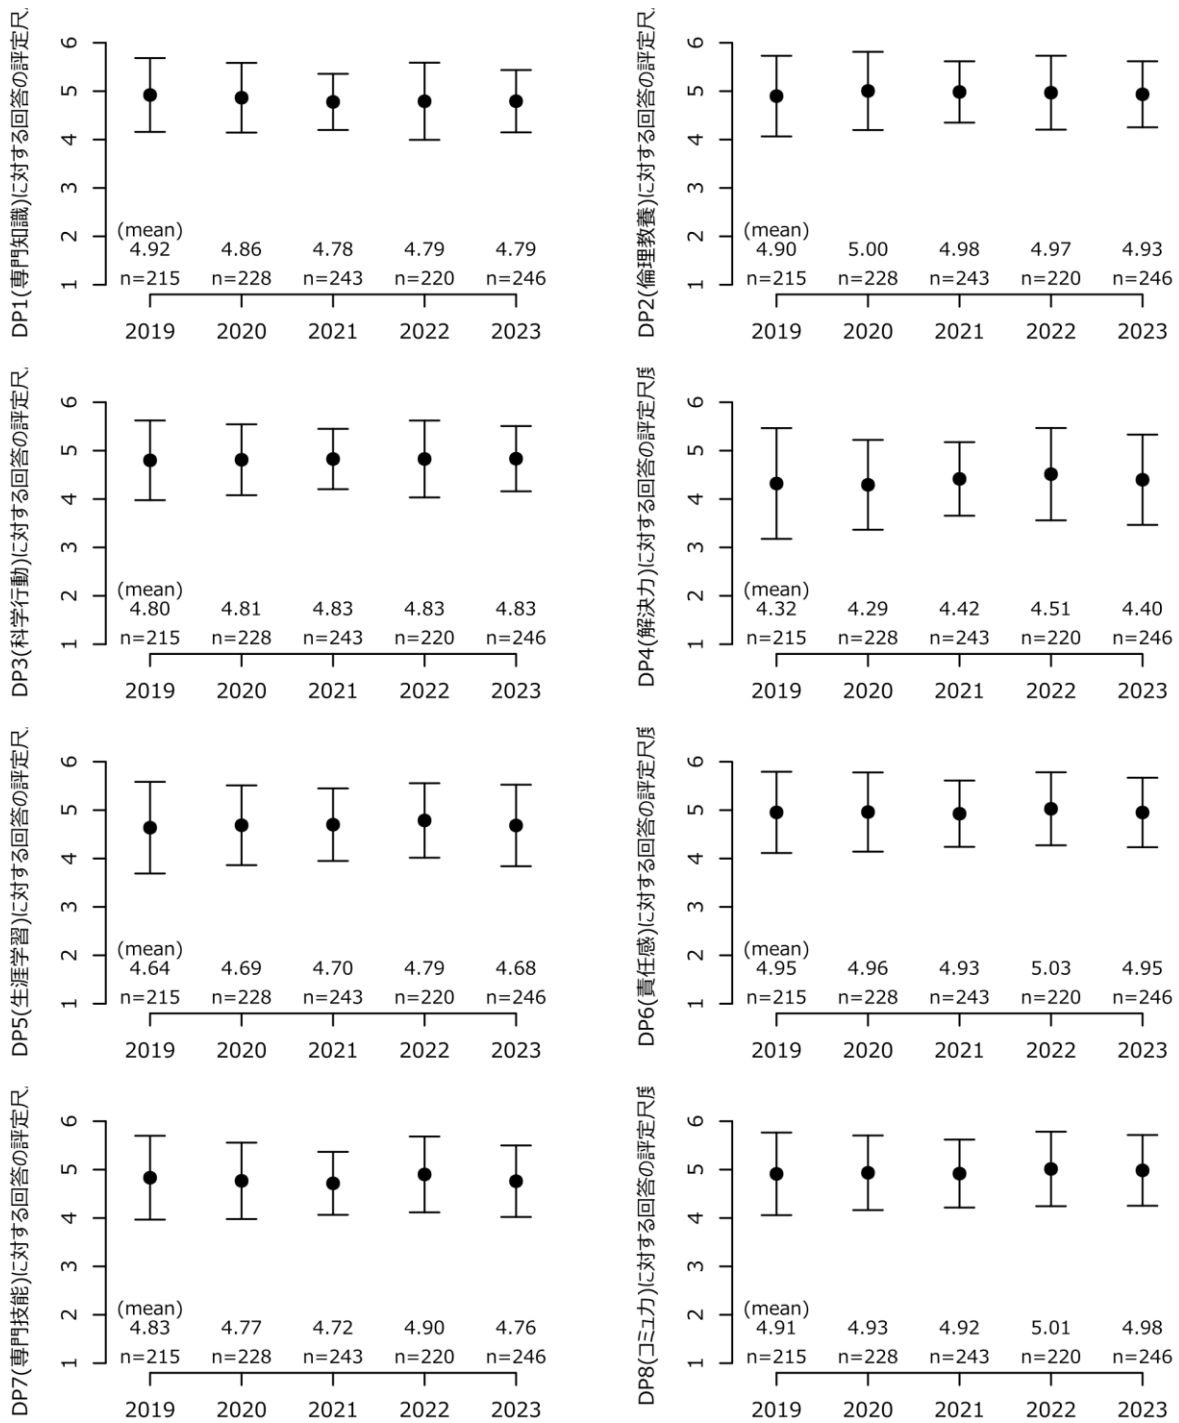 DP1(専門知識)に対する回答の評定尺
6
5
4
3
2
1
(mean)
4.92 4.86 4.78 4.79 4.79
n=215 n=228 n=243 n=220 n=246
2019 2020 2021 2022 2023
DP2(倫理教養)に対する回答の評定尺
6
5
4
3
2
1
(mean)
4.90 5.00 4.98 4.97 4.93
n=215 n=228 n=243 n=220 n=246
2019 2020 2021 2022 2023
DP3(科学行動)に対する回答の評定尺
6
5
4
3
2
1
(mean)
4.80 4.81 4.83 4.83 4.83
n=215 n=228 n=243 n=220 n=246
2019 2020 2021 2022 2023
DP4(解決力)に対する回答の評定尺度
6
5
4
3
2
1
(mean)
4.32 4.29 4.42 4.51 4.40
n=215 n=228 n=243 n=220 n=246
2019 2020 2021 2022 2023
DP5(生涯学習)に対する回答の評定尺
6
5
4
3
2
1
(mean)
4.64 4.69 4.70 4.79 4.68
n=215 n=228 n=243 n=220 n=246
2019 2020 2021 2022 2023
DP6(責任感)に対する回答の評定尺度
6
5
4
3
2
1
(mean)
4.95 4.96 4.93 5.03 4.95
n=215 n=228 n=243 n=220 n=246
2019 2020 2021 2022 2023
DP7(専門技能)に対する回答の評定尺
6
5
4
3
2
1
(mean)
4.83 4.77 4.72 4.90 4.76
n=215 n=228 n=243 n=220 n=246
2019 2020 2021 2022 2023
DP8(コミュ力)に対する回答の評定尺度
6
5
4
3
2
1
(mean)
4.91 4.93 4.92 5.01 4.98
n=215 n=228 n=243 n=220 n=246
2019 2020 2021 2022 2023